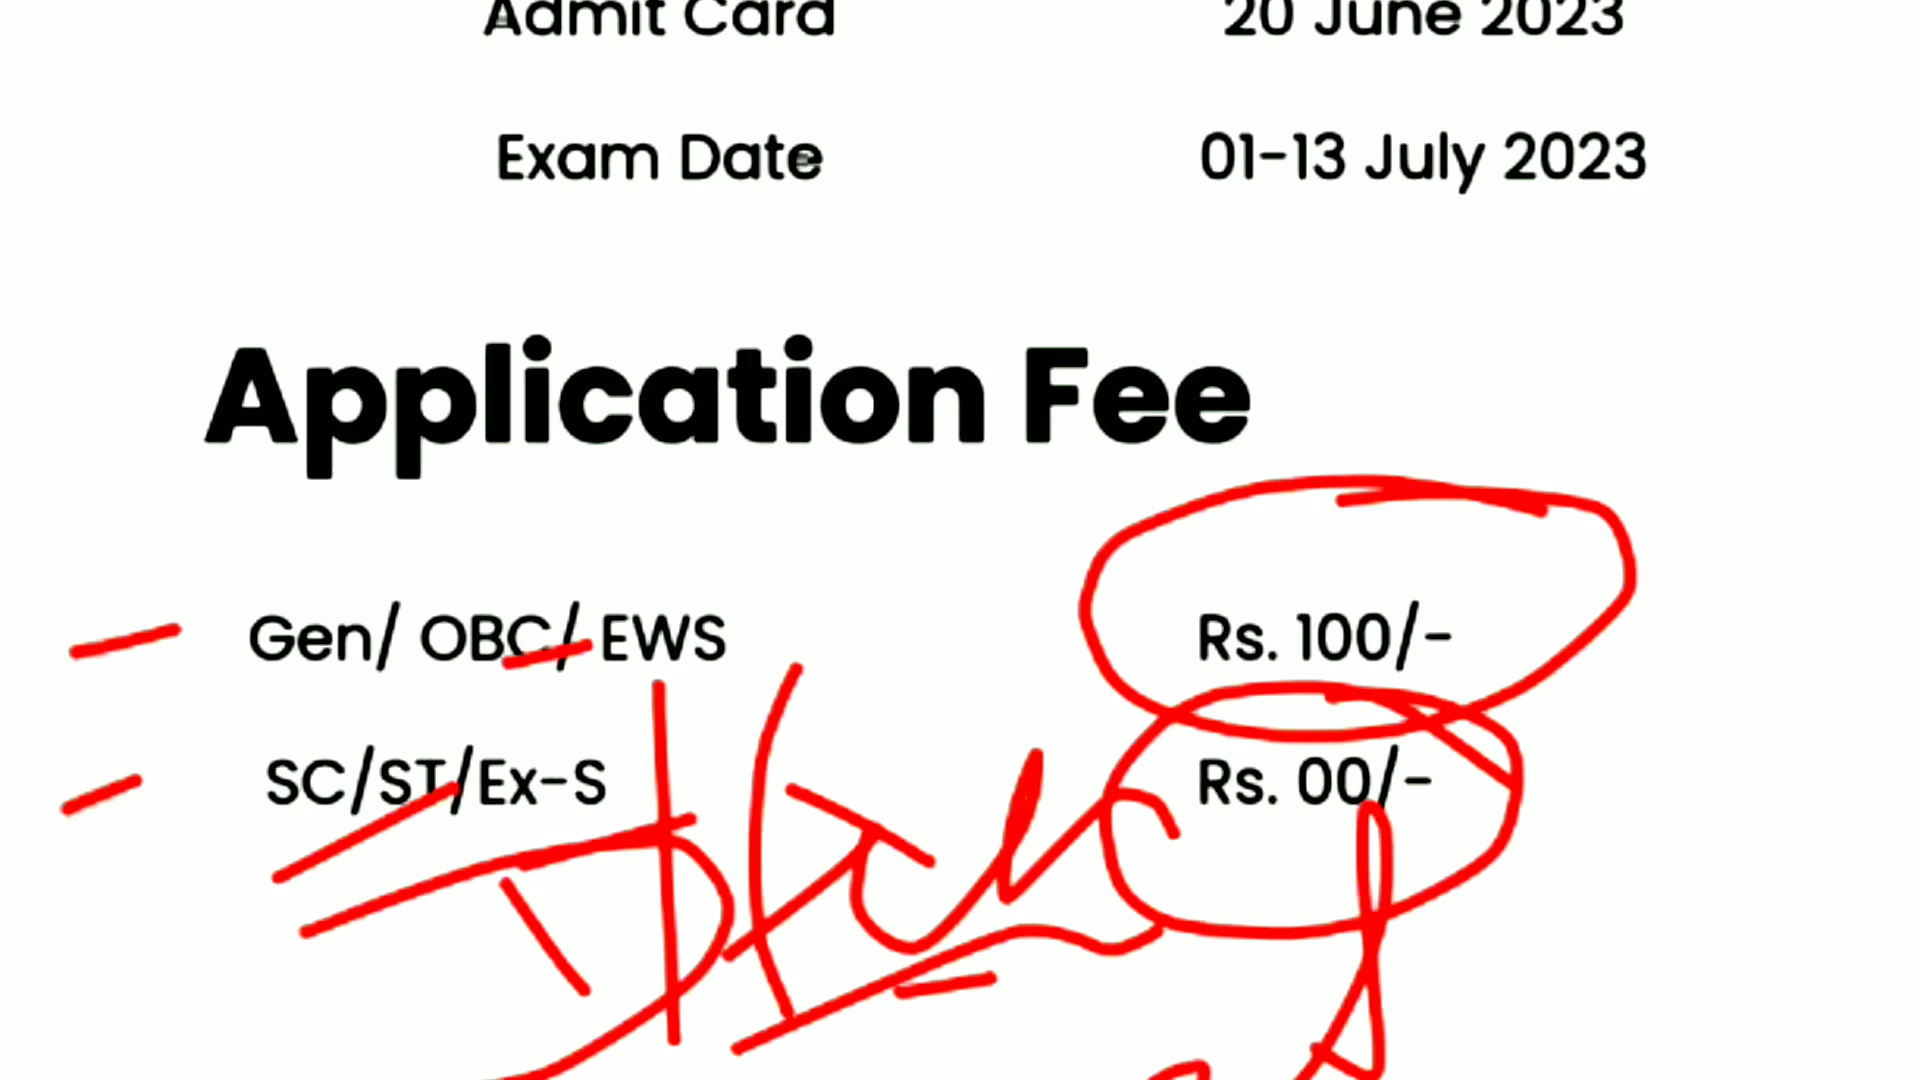 Admit Card 20 June 2023
Exam Date 01-13 July 2023
Application Fee
Gen/ OBC/ EWS Rs. 100/-
SC/ST/Ex-S Rs. 00/-